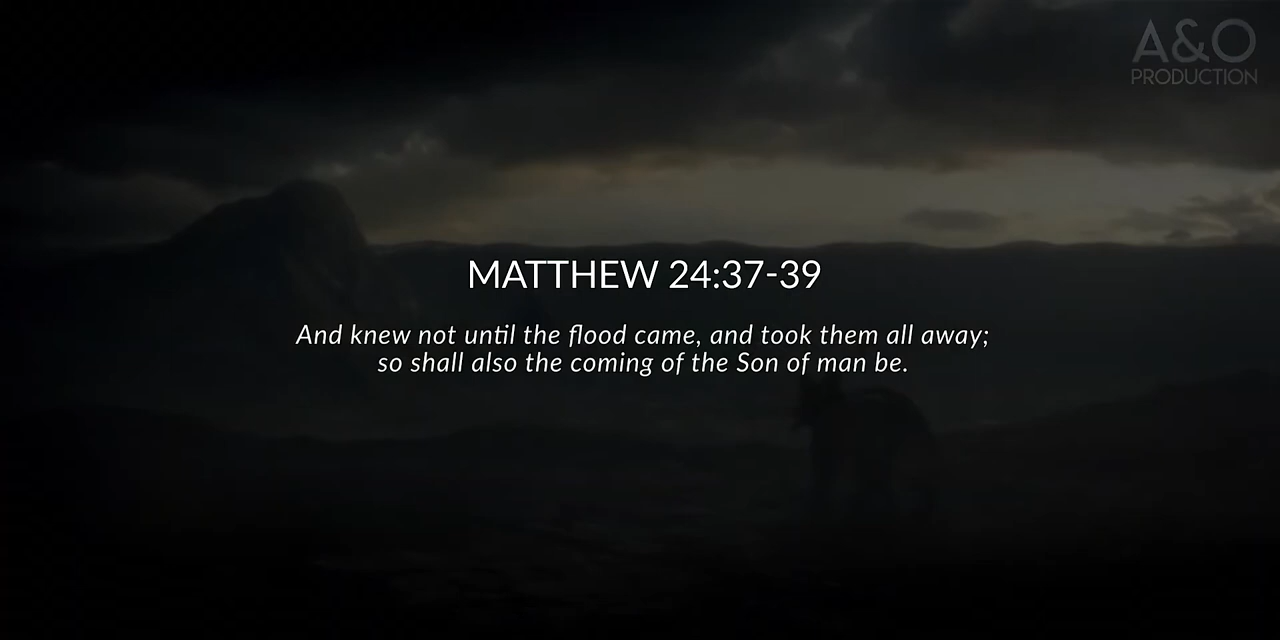 A&O
PRODUCTION
MATTHEW 24:37-39
And knew not until the flood came, and took them all away;
so shall also the coming of the Son of man be.